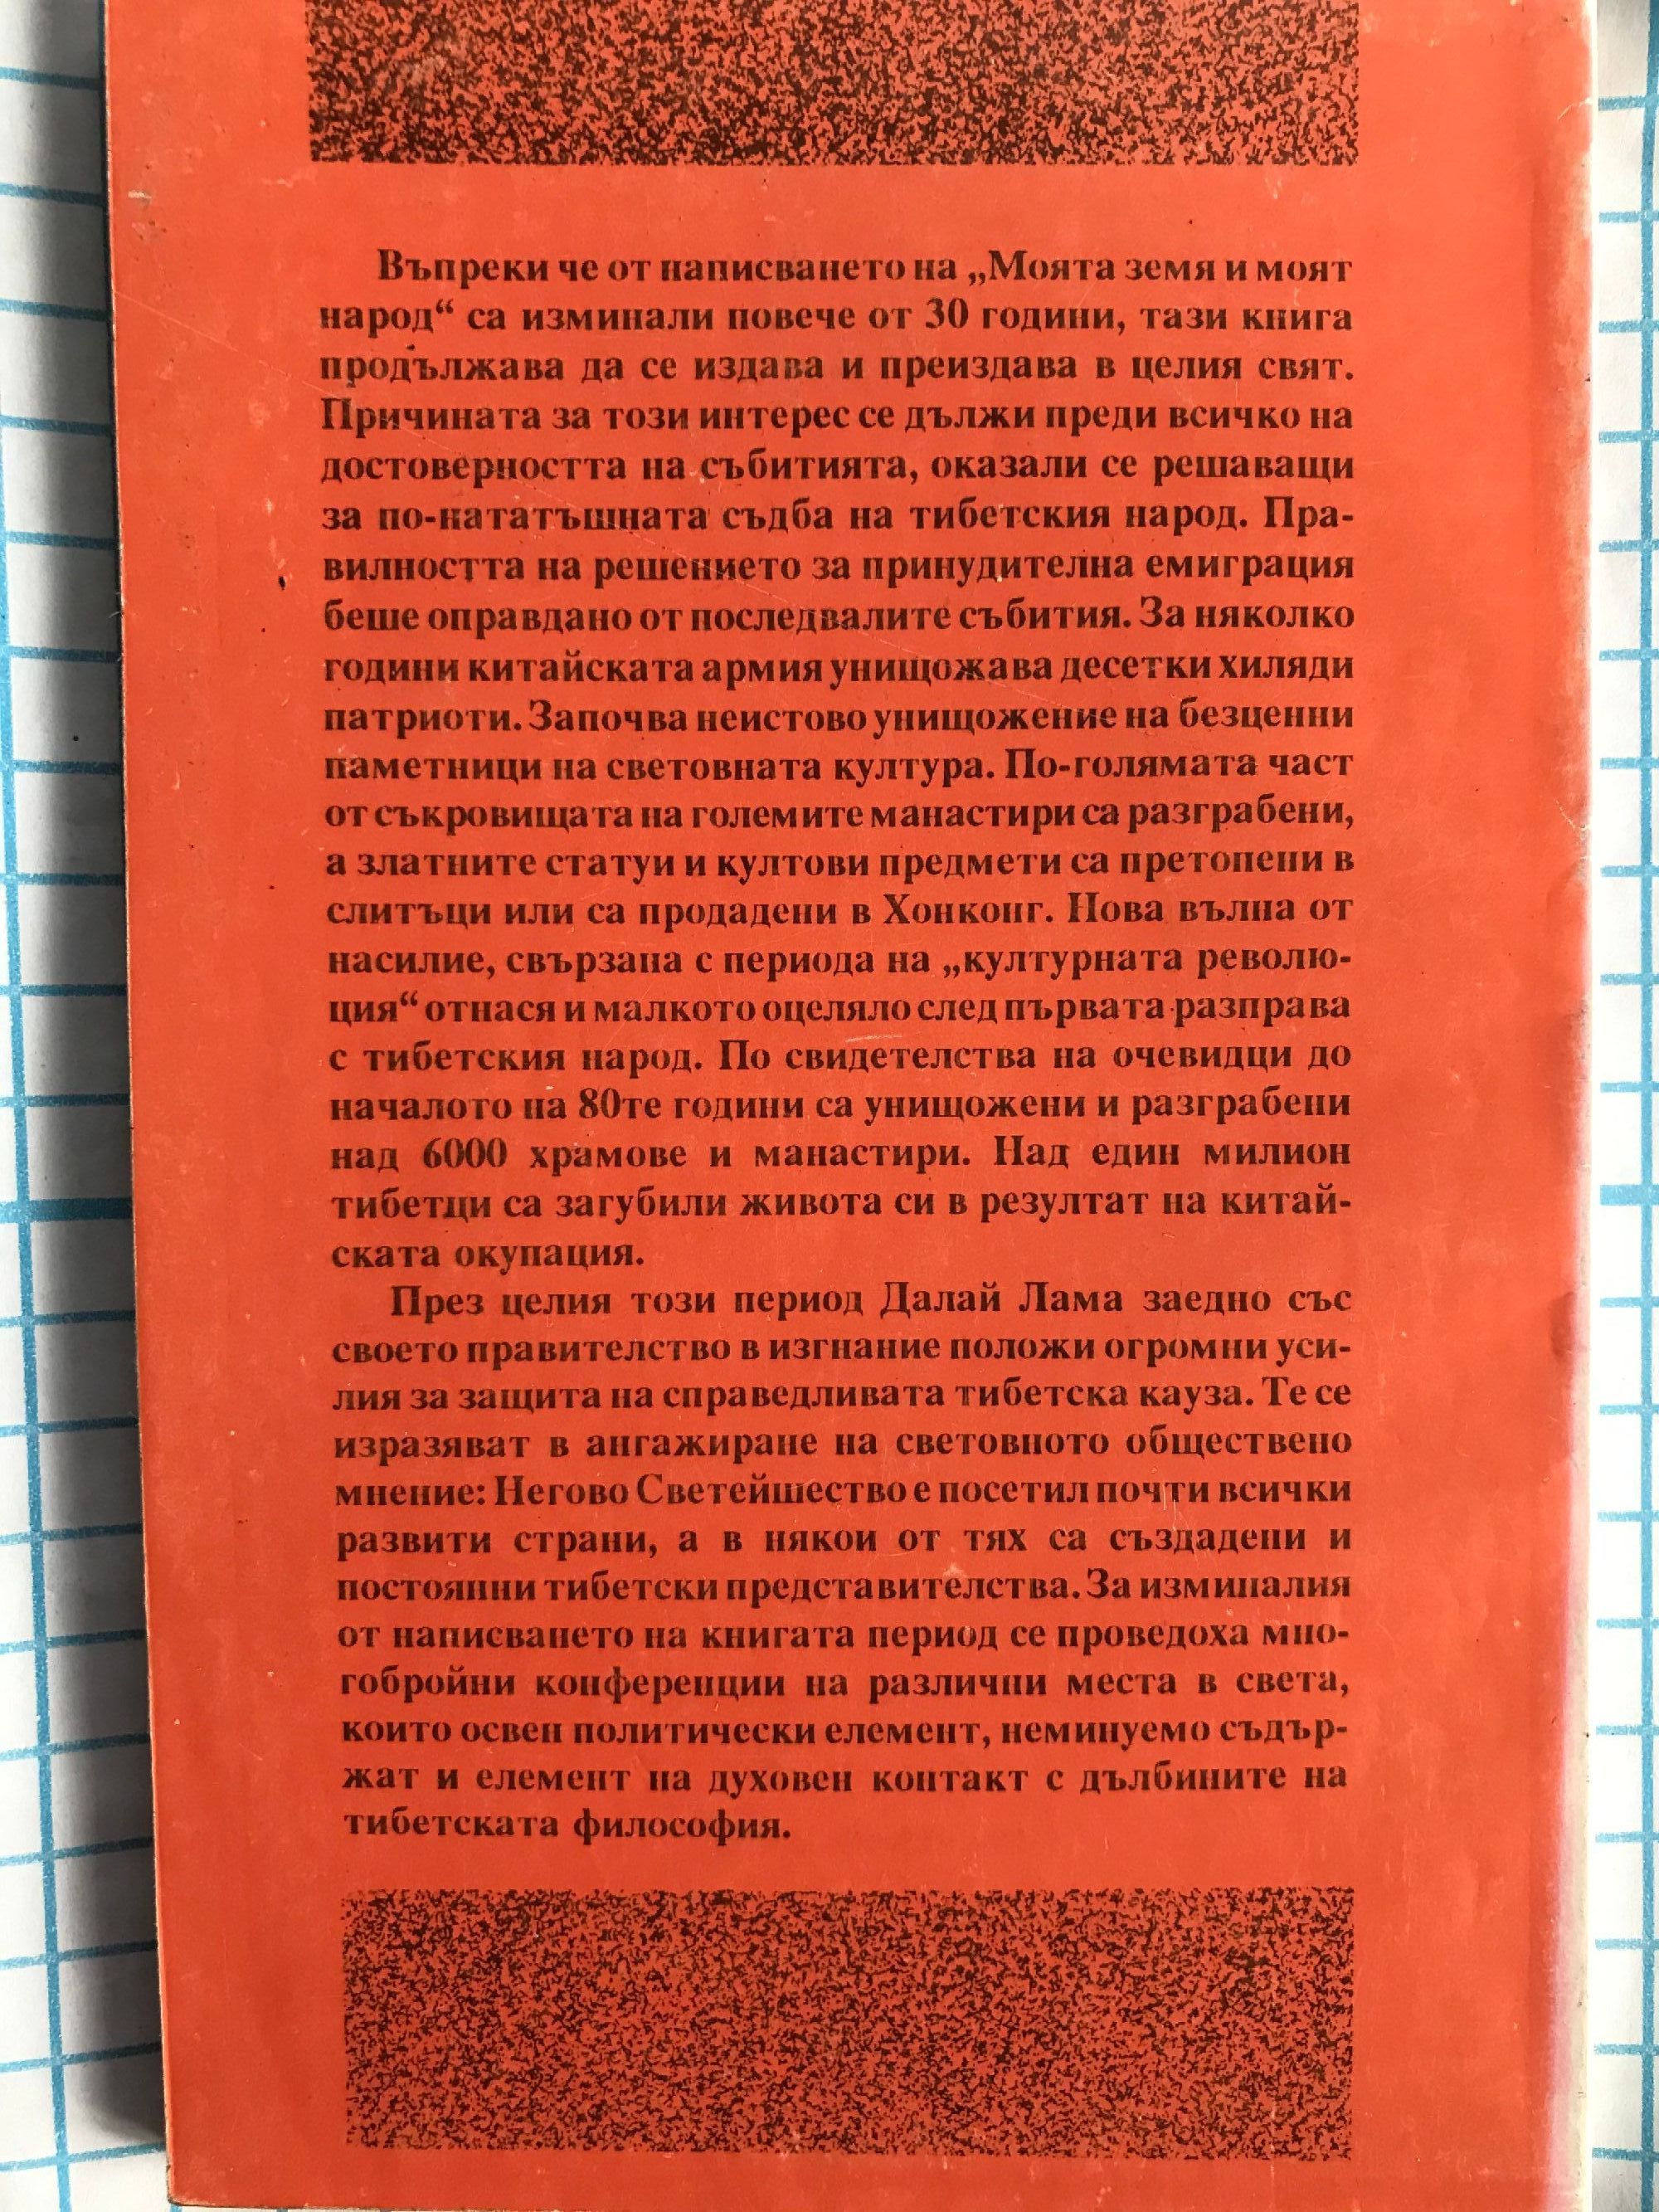 Въпреки че от написването на „Моята земя и моят
народ“ са изминали повече от 30 години, тази книга
продължава да се издава и преиздава в целия свят.
Причината за този интерес се дължи преди всичко на
достоверността на събитията, оказали се решаващи
за по-нататъшната съдба на тибетския народ. Пра-
вилността на решението за принудителна емиграция
беше оправдано от последвалите събития. За няколко
години китайската армия унищожава десетки хиляди
патриоти. Започва неистово унищожение на безценни
паметници на световната култура. По-голямата част
от съкровищата на големите манастири са разграбени,
а златните статуи и култови предмети са претопени в
слитъци или са продадени в Хонконг. Нова вълна от
насилие, свързана с периода на „културната револю-
ция“ отнася и малкото оцеляло след първата разправа
с тибетския народ. По свидетелства на очевидци до
началото на 80те години са унищожени и разграбени
над 6000 храмове и манастири. Над един милион
тибетци са загубили живота си в резултат на китай-
ската окупация.
През целия този период Далай Лама заедно със
своето правителство в изгнание положи огромни уси-
лия за защита на справедливата тибетска кауза. Те се
изразяват в ангажиране на световното обществено
мнение: Негово Светейшество е посетил почти всички
развити страни, а в някои от тях са създадени и
постоянни тибетски представителства. За изминалия
от написването на книгата период се проведоха мно-
гобройни конференции на различни места в света,
които освен политически елемент, неминуемо съдър-
жат и елемент на духовен контакт с дълбините на
тибетската философия.